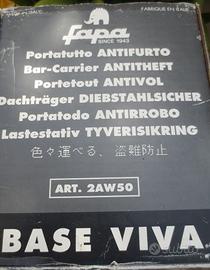 FABRIQUE EN ITALIE
fapa
SINCE 1943
Portatutto ANTIFURTO
Bar-Carrier ANTITHEFT
Portetout ANTIVOL
Dachträger DIEBSTAHLSICHER
Portatodo ANTIRROBO
Lastestativ TYVERISIKRING
色々運べる、盗難防止
ART. 2AW50
BASE VIVA